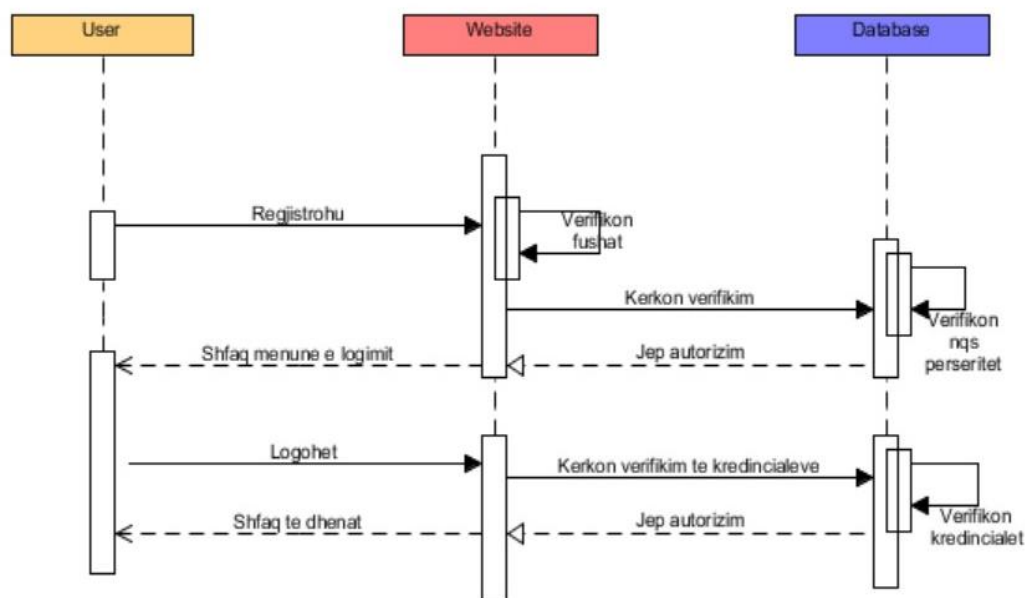 User
Website
Database
Regjistrohu
Verifikon
fushat
Kerkon verifikim
Verifikon
nqs
perseritet
Shfaq menune e logimit
Jep autorizim
Logohet
Kerkon verifikim te kredincialeve
Shfaq te dhenat
Jep autorizim
Verifikon
kredincialet